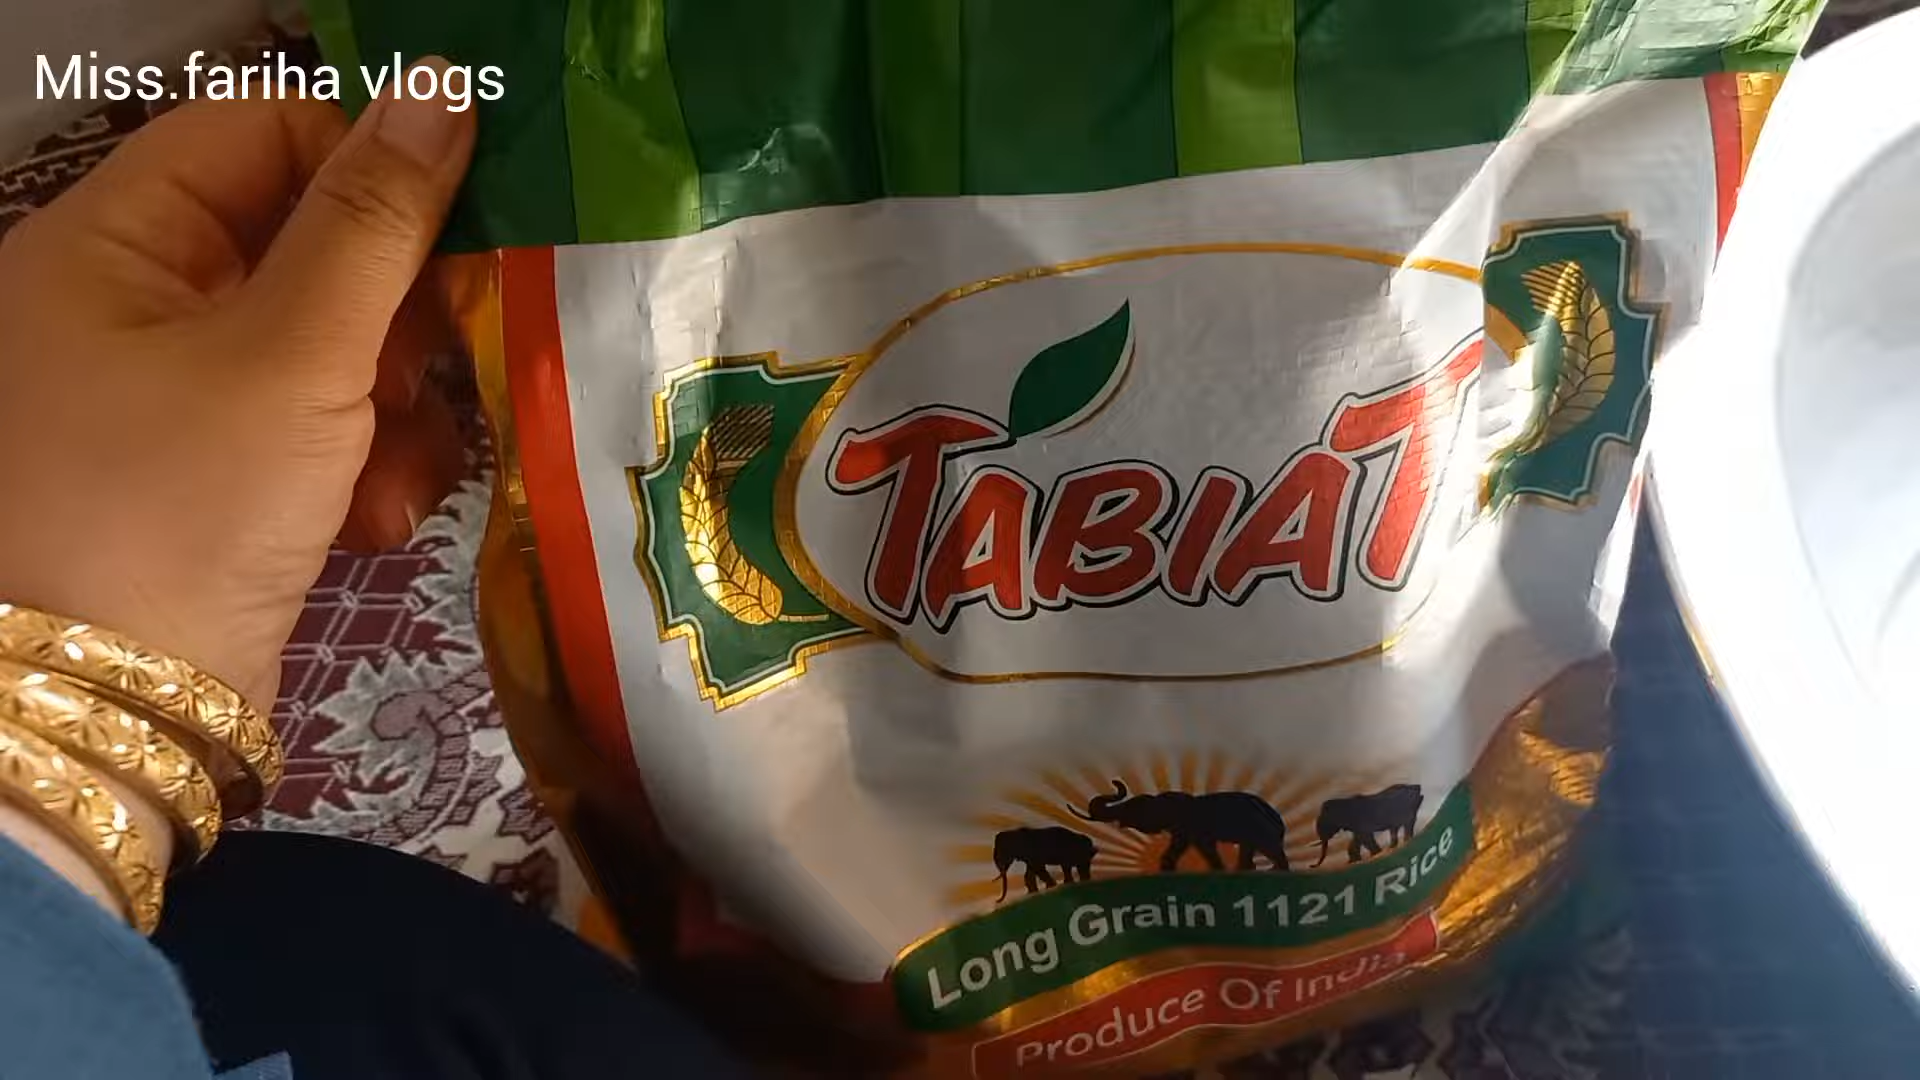 Miss.fariha vlogs
TABIAT
Long Grain 1121 Rice
Produce Of India